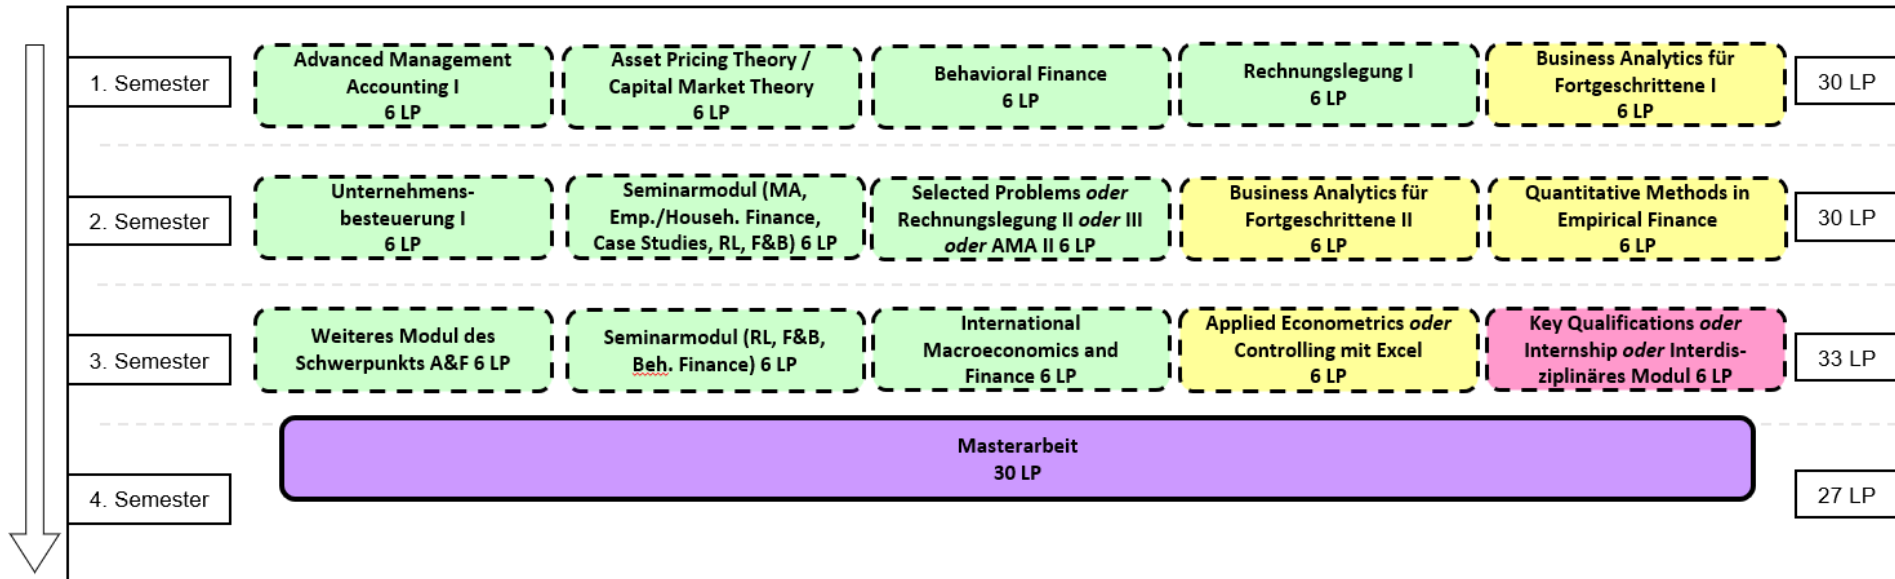 1. Semester
Advanced Management
Accounting I
6 LP
Asset Pricing Theory /
Capital Market Theory
6 LP
Behavioral Finance
6 LP
Rechnungslegung I
6 LP
Business Analytics für
Fortgeschrittene I
6 LP
30 LP
2. Semester
Unternehmens-
besteuerung I
6 LP
Seminarmodul (MA,
Emp./Househ. Finance,
Case Studies, RL, F&B) 6 LP
Selected Problems oder
Rechnungslegung II oder III
oder AMA II 6 LP
Business Analytics für
Fortgeschrittene II
6 LP
Quantitative Methods in
Empirical Finance
6 LP
30 LP
3. Semester
Weiteres Modul des
Schwerpunkts A&F 6 LP
Seminarmodul (RL, F&B,
Beh. Finance) 6 LP
International
Macroeconomics and
Finance 6 LP
Applied Econometrics oder
Controlling mit Excel
6 LP
Key Qualifications oder
Internship oder Interdis-
ziplinäres Modul 6 LP
33 LP
4. Semester
Masterarbeit
30 LP
27 LP